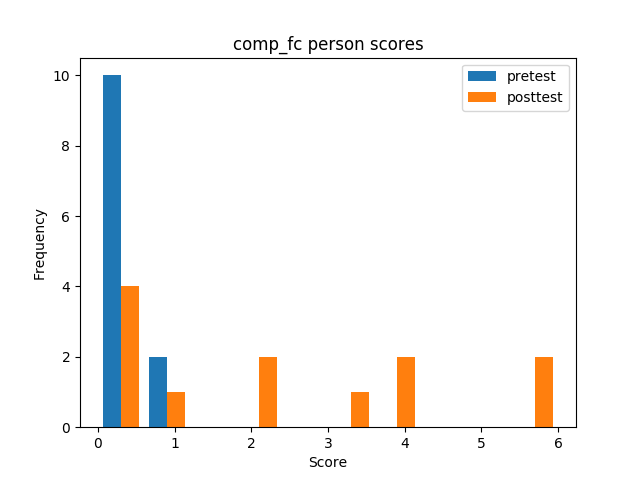 comp_fc person scores
pretest
posttest
10
8
6
4
2
0
Frequency
0 1 2 3 4 5 6
Score